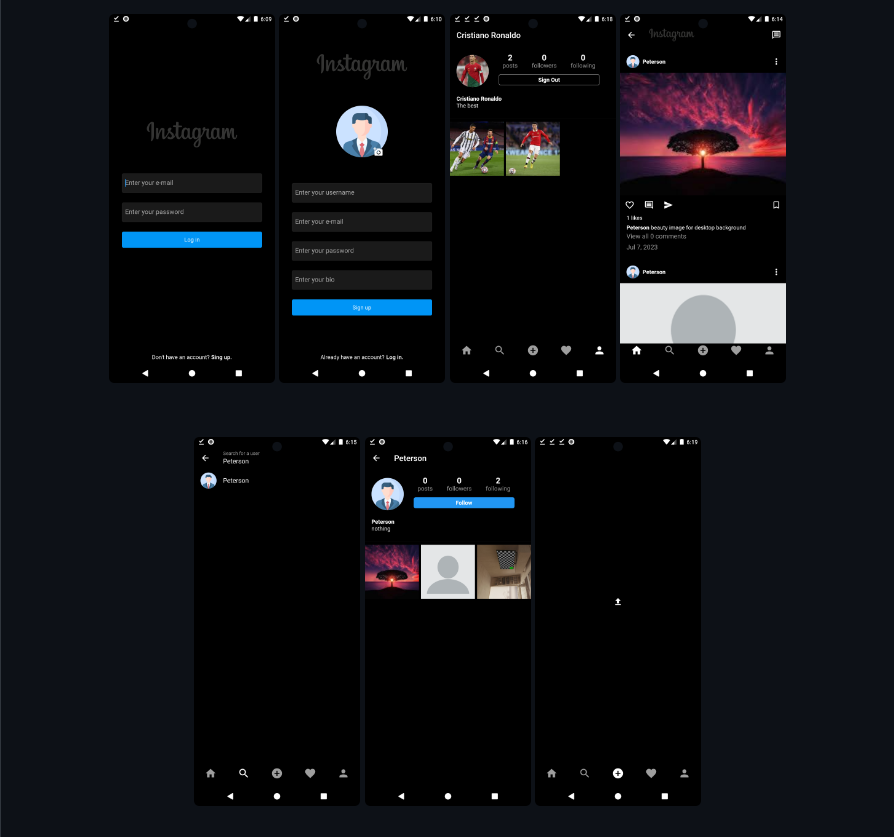 6:09
Instagram
Enter your e-mail
Enter your password
Log in
Don't have an account? Sing up.
6:10
Instagram
Enter your username
Enter your e-mail
Enter your password
Enter your bio
Sign up
Already have an account? Log in.
6:18
Cristiano Ronaldo
2 0 0
posts followers following
Sign Out
Cristiano Ronaldo
The best
6:14
Instagram
Peterson
1 likes
Peterson beauty image for desktop background
View all 0 comments
Jul 7, 2023
Peterson
6:15
Search for a user
Peterson
Peterson
6:16
Peterson
0 0 2
posts followers following
Follow
Peterson
nothing
6:19